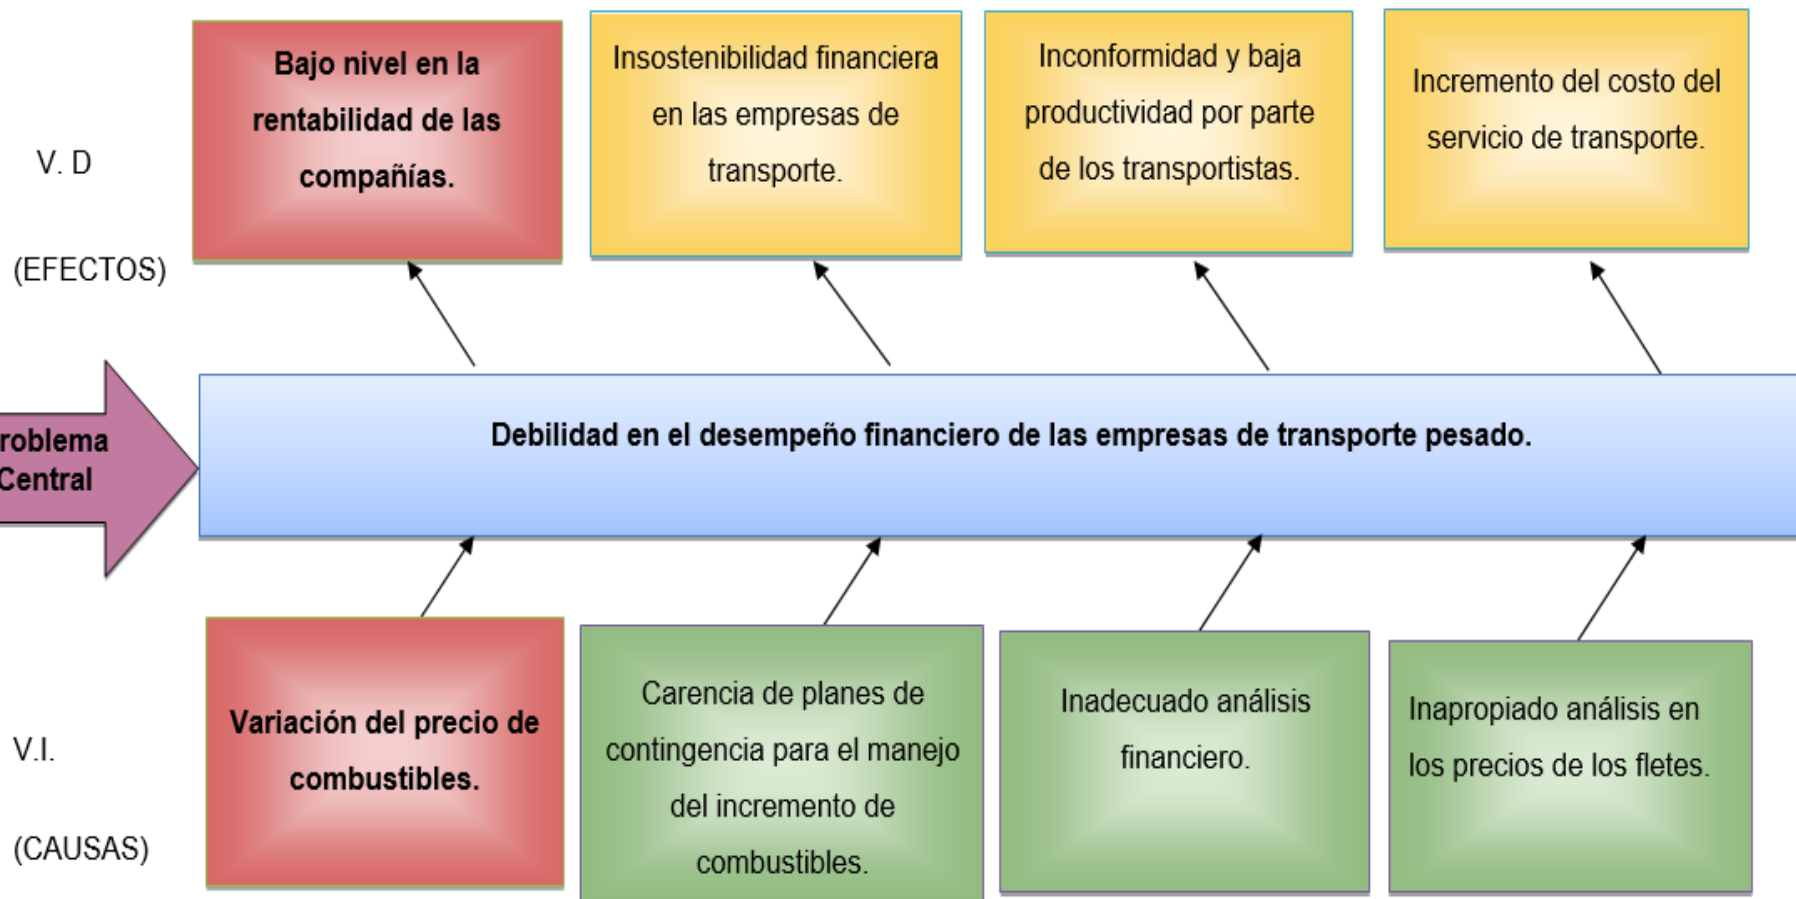 Bajo nivel en la
rentabilidad de las
compañías.
Insostenibilidad financiera
en las empresas de
transporte.
Inconformidad y baja
productividad por parte
de los transportistas.
Incremento del costo del
servicio de transporte.
V. D
(EFECTOS)
roblema
Central
Debilidad en el desempeño financiero de las empresas de transporte pesado.
Variación del precio de
combustibles.
Carencia de planes de
contingencia para el manejo
del incremento de
combustibles.
Inadecuado análisis
financiero.
Inapropiado análisis en
los precios de los fletes.
V.I.
(CAUSAS)